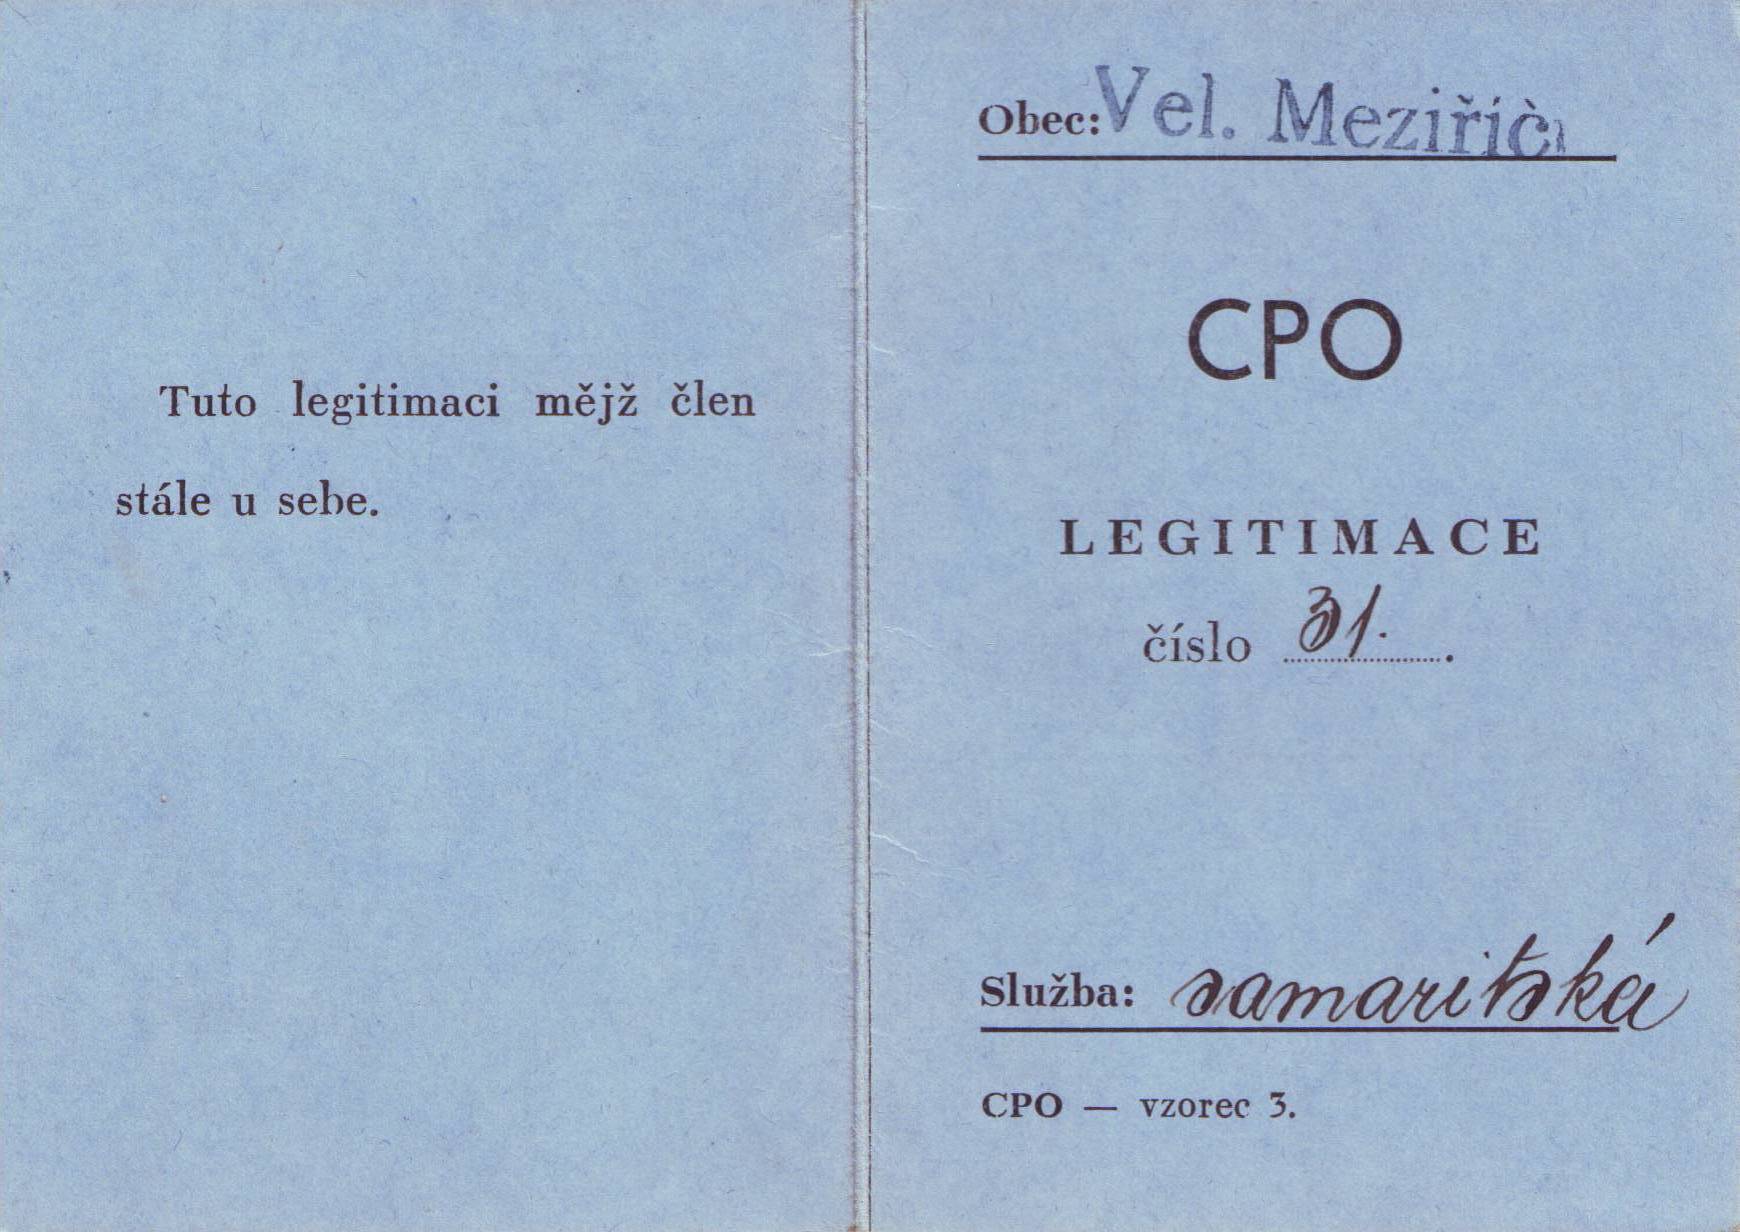 Tuto legitimaci mějž člen
stále u sebe.
Obec: Vel. Meziříčí
CPO
LEGITIMACE
číslo 31.
Služba: samaritská
CPO — vzorec 3.